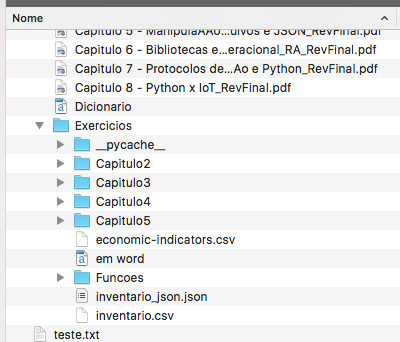 Nome
Capitulo 5 - ManipulaAAo...uivos e JSON_RevFinal.pdf
Capitulo 6 - Bibliotecas e...eracional_RA_RevFinal.pdf
Capitulo 7 - Protocolos de...Ao e Python_RevFinal.pdf
Capitulo 8 - Python x IoT_RevFinal.pdf
Dicionario
Exercicios
__pycache__
Capitulo2
Capitulo3
Capitulo4
Capitulo5
economic-indicators.csv
em word
Funcoes
inventario_json.json
inventario.csv
teste.txt